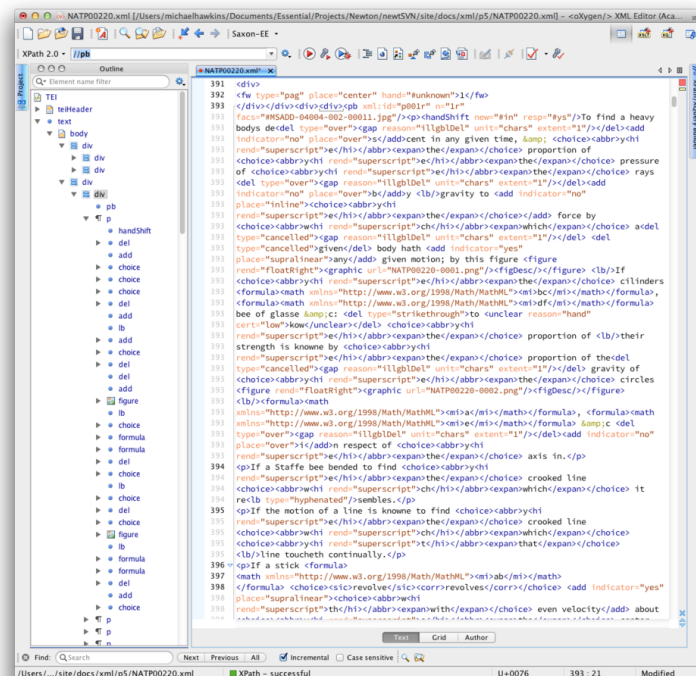 NATP00220.xml [/Users/michaelhawkins/Documents/Essential/Projects/Newton/newtSVN/site/docs/xml/p5/NATP00220.xml] - <oXygen/> XML Editor (Aca...
Saxon-EE
XPath 2.0 //pb
Outline
NATP00220.xml*
Project
Element name filter
TEI
teiHeader
text
body
div
div
div
div
div
pb
p
handShift
del
add
choice
choice
choice
del
add
lb
add
choice
del
del
add
figure
lb
choice
formula
formula
del
choice
lb
choice
del
choice
figure
lb
formula
formula
del
add
choice
p
p
p
391 <div>
392 <fw type="pag" place="center" hand="#unknown">1</fw>
393 </div></div><div><div><pb xml:id="p001r" n="1r"
393 facs="#MSADD-04004-002-00011.jpg"/><p><handShift new="#in" resp="#ys"/>To find a heavy
393 bodys de<del type="over"><gap reason="illgblDel" unit="chars" extent="1"/></del><add
393 indicator="no" place="over">s</add>cent in any given time, &amp; <choice><abbr>y<hi
393 rend="superscript">e</hi></abbr><expan>the</expan></choice> proportion of
393 <choice><abbr>y<hi rend="superscript">e</hi></abbr><expan>the</expan></choice> pressure
393 of <choice><abbr>y<hi rend="superscript">e</hi></abbr><expan>the</expan></choice> rays
393 <del type="over"><gap reason="illgblDel" unit="chars" extent="1"/></del><add
393 indicator="no" place="over">b</add>y <lb/>gravity to <add indicator="no"
393 place="inline"><choice><abbr>y<hi
393 rend="superscript">e</hi></abbr><expan>the</expan></choice></add> force by
393 <choice><abbr>w<hi rend="superscript">ch</hi></abbr><expan>which</expan></choice> a<del
393 type="cancelled"><gap reason="illgblDel" unit="chars" extent="1"/></del> <del
393 type="cancelled">given</del> body hath <add indicator="yes"
393 place="supralinear">any</add> given motion; by this figure <figure
393 rend="floatRight"><graphic url="NATP00220-0001.png"/><figDesc/></figure> <lb/>If
393 <choice><abbr>y<hi rend="superscript">e</hi></abbr><expan>the</expan></choice> cilinders
393 <formula><math xmlns="http://www.w3.org/1998/Math/MathML"><mi>bc</mi></math></formula>,
393 <formula><math xmlns="http://www.w3.org/1998/Math/MathML"><mi>df</mi></math></formula>
393 bee of glasse &amp;c: <del type="strikethrough">to <unclear reason="hand"
393 cert="low">kow</unclear></del> <choice><abbr>y<hi
393 rend="superscript">e</hi></abbr><expan>the</expan></choice> proportion of <lb/>their
393 strength is knowne by <choice><abbr>y<hi
393 rend="superscript">e</hi></abbr><expan>the</expan></choice> proportion of the<del
393 type="cancelled"><gap reason="illgblDel" unit="chars" extent="1"/></del> gravity of
393 <choice><abbr>y<hi rend="superscript">e</hi></abbr><expan>the</expan></choice> circles
393 <figure rend="floatRight"><graphic url="NATP00220-0002.png"/><figDesc/></figure>
393 <lb/><formula><math
393 xmlns="http://www.w3.org/1998/Math/MathML"><mi>a</mi></math></formula>, <formula><math
393 xmlns="http://www.w3.org/1998/Math/MathML"><mi>e</mi></math></formula> &amp;c <del
393 type="over"><gap reason="illgblDel" unit="chars" extent="1"/></del><add indicator="no"
393 place="over">i</add>n respect of <choice><abbr>y<hi
393 rend="superscript">e</hi></abbr><expan>the</expan></choice> axis in.</p>
394 <p>If a Staffe bee bended to find <choice><abbr>y<hi
394 rend="superscript">e</hi></abbr><expan>the</expan></choice> crooked line
394 <choice><abbr>w<hi rend="superscript">ch</hi></abbr><expan>which</expan></choice> it
394 re<lb type="hyphenated"/>sembles.</p>
395 <p>If the motion of a line is knowne to find <choice><abbr>y<hi
395 rend="superscript">e</hi></abbr><expan>the</expan></choice> crooked line
395 <choice><abbr>w<hi rend="superscript">ch</hi></abbr><expan>which</expan></choice>
395 <choice><abbr>y<hi rend="superscript">t</hi></abbr><expan>that</expan></choice>
395 <lb/>line toucheth continually.</p>
396 <p>If a stick <formula>
397 <math xmlns="http://www.w3.org/1998/Math/MathML"><mi>ab</mi></math>
398 </formula> <choice><sic>revolve</sic><corr>revolves</corr></choice> <add indicator="yes"
398 place="supralinear"><choice><abbr>w<hi
398 rend="superscript">th</hi></abbr><expan>with</expan></choice> even velocity</add> about
Text Grid Author
Find: Search Next Previous All Incremental Case sensitive
/Users/.../site/docs/xml/p5/NATP00220.xml XPath - successful U+0076 393 : 21 Modified